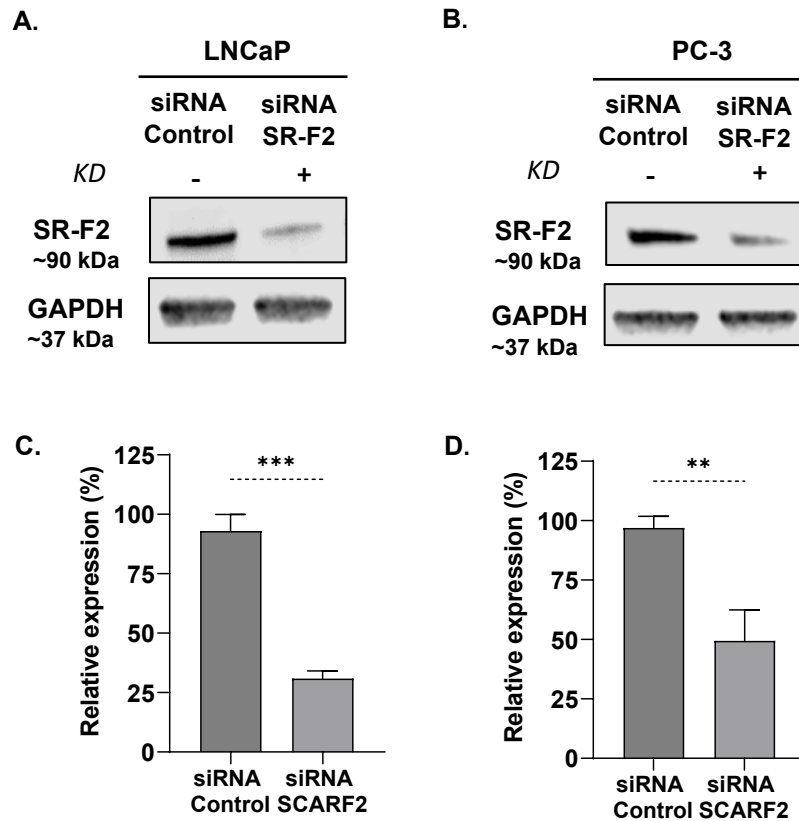 A.
LNCaP
siRNA Control
siRNA SR-F2
KD - +
SR-F2
~90 kDa
GAPDH
~37 kDa
B.
PC-3
siRNA Control
siRNA SR-F2
KD - +
SR-F2
~90 kDa
GAPDH
~37 kDa
C.
Relative expression (%)
125
100
75
50
25
0
***
siRNA Control
siRNA SCARF2
D.
Relative expression (%)
125
100
75
50
25
0
**
siRNA Control
siRNA SCARF2